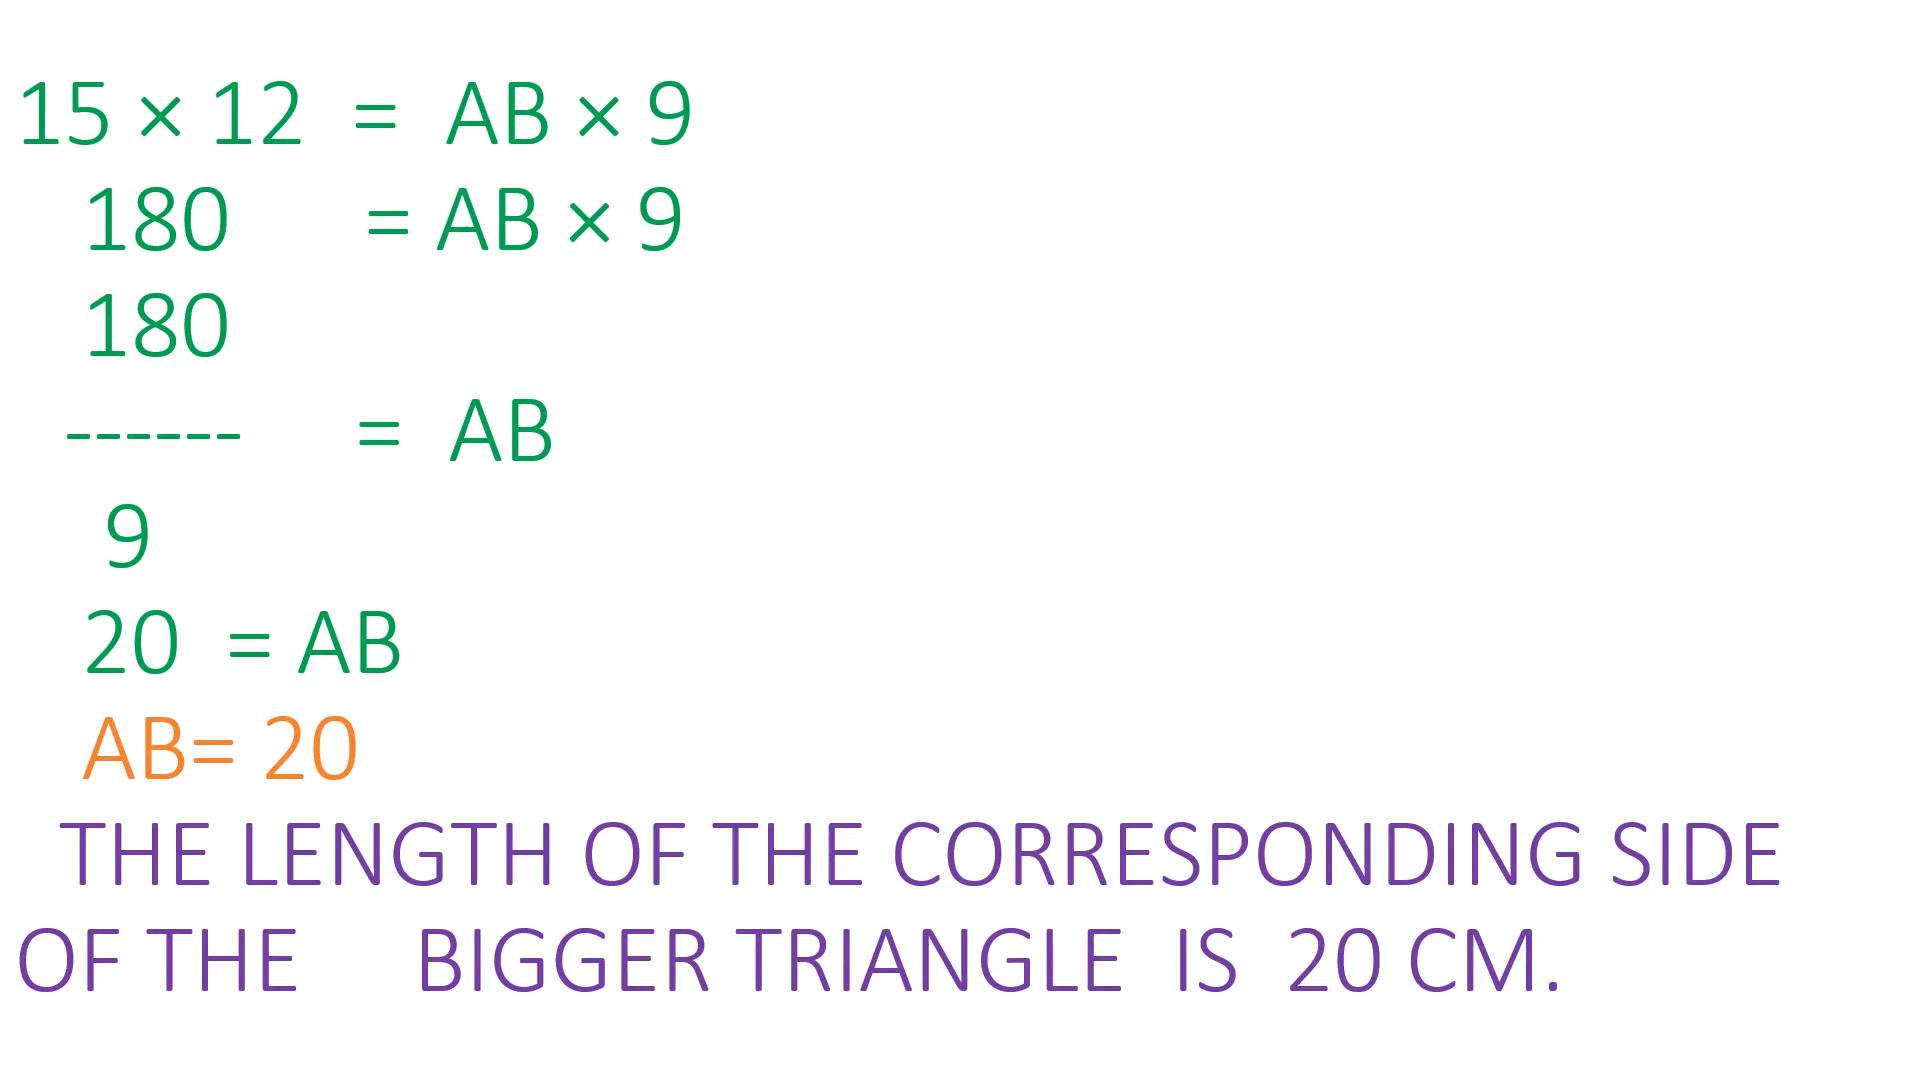 15 × 12 = AB × 9
180 = AB × 9
180
------ = AB
9
20 = AB
AB= 20
THE LENGTH OF THE CORRESPONDING SIDE
OF THE BIGGER TRIANGLE IS 20 CM.